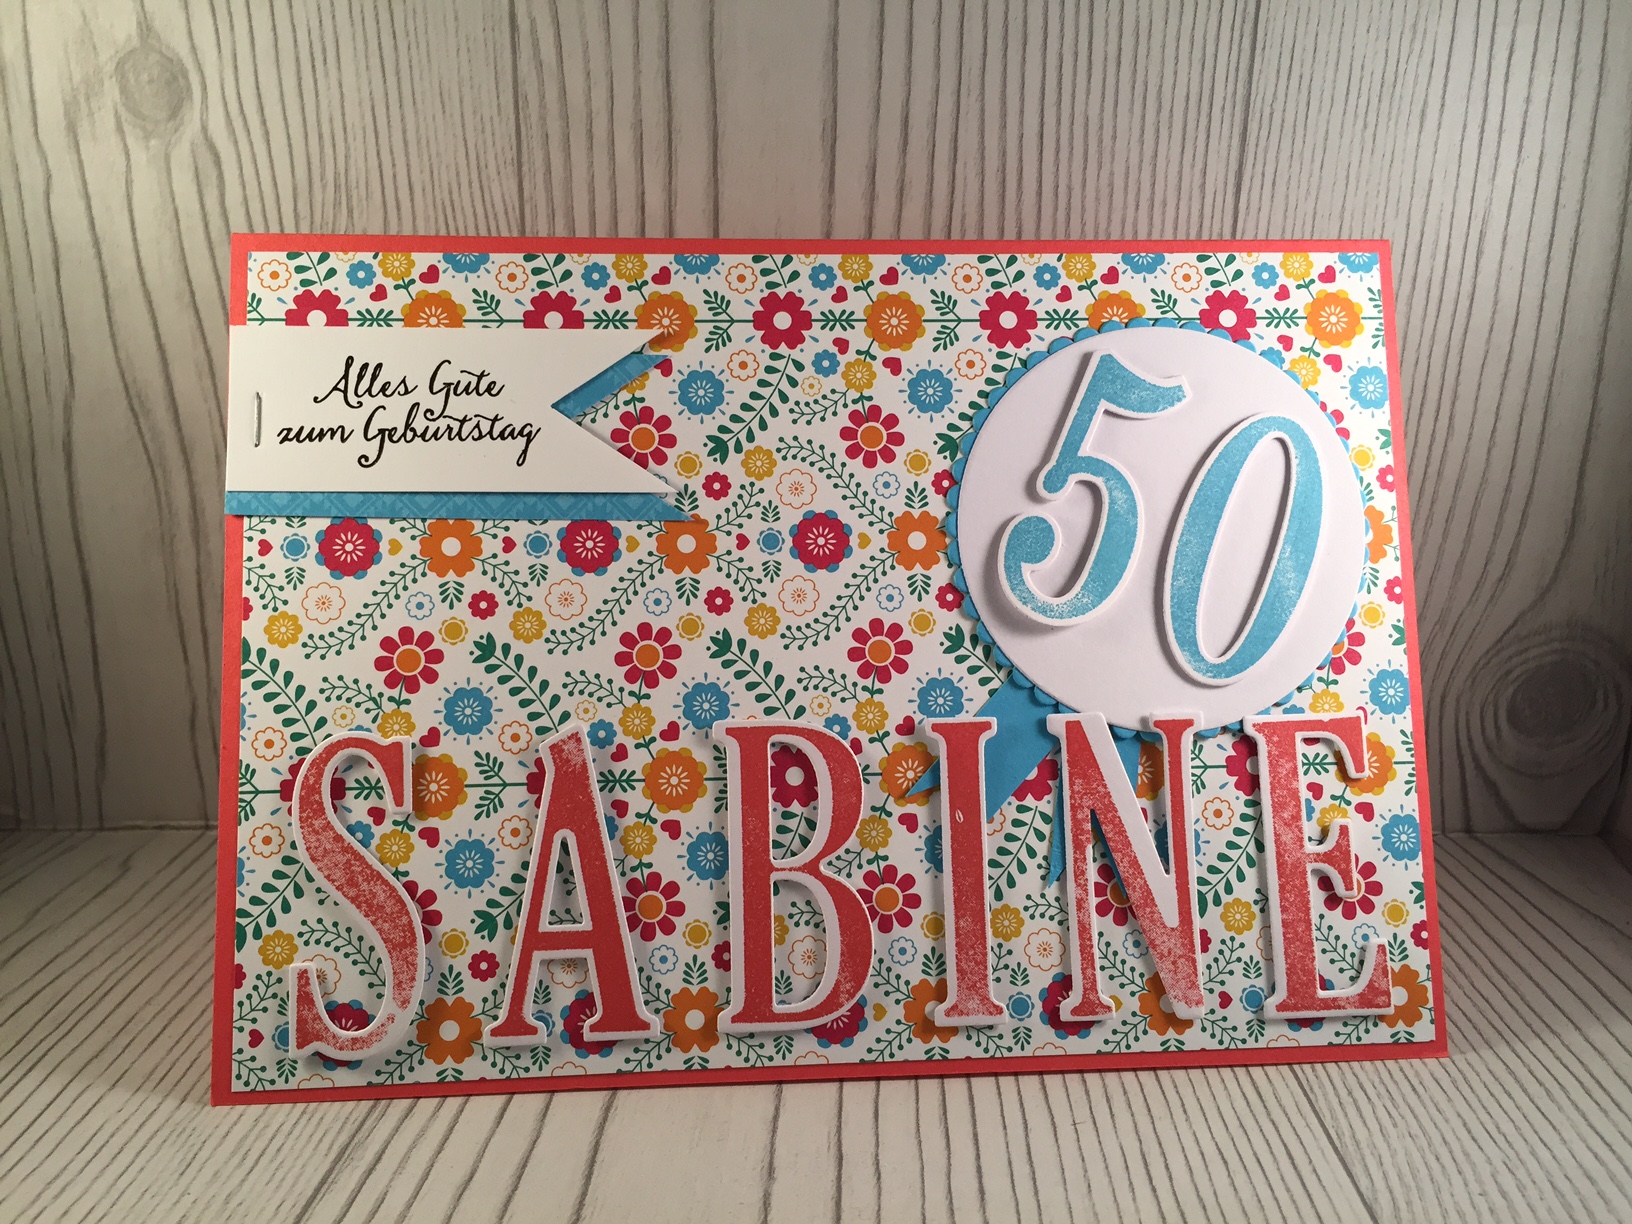 Alles Gute
zum Geburtstag
50
SABINE